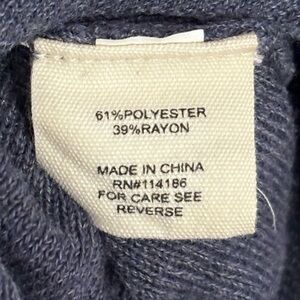 61%POLYESTER
39%RAYON
MADE IN CHINA
RN#114186
FOR CARE SEE
REVERSE